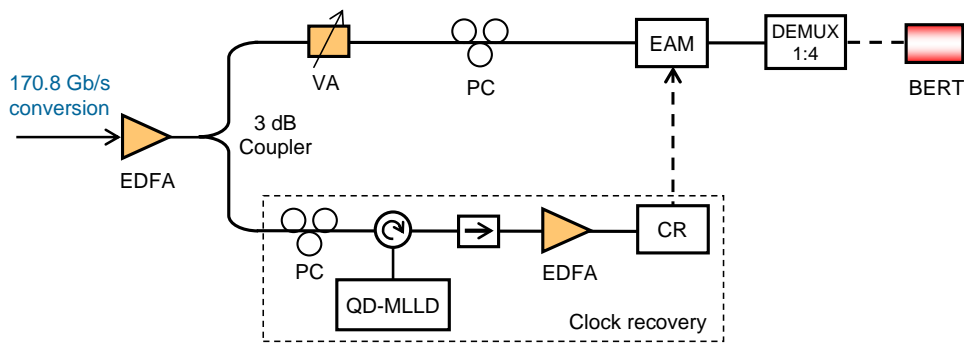 170.8 Gb/s
conversion
EDFA
3 dB
Coupler
VA
PC
EAM
DEMUX
1:4
BERT
PC
QD-MLLD
EDFA
CR
Clock recovery